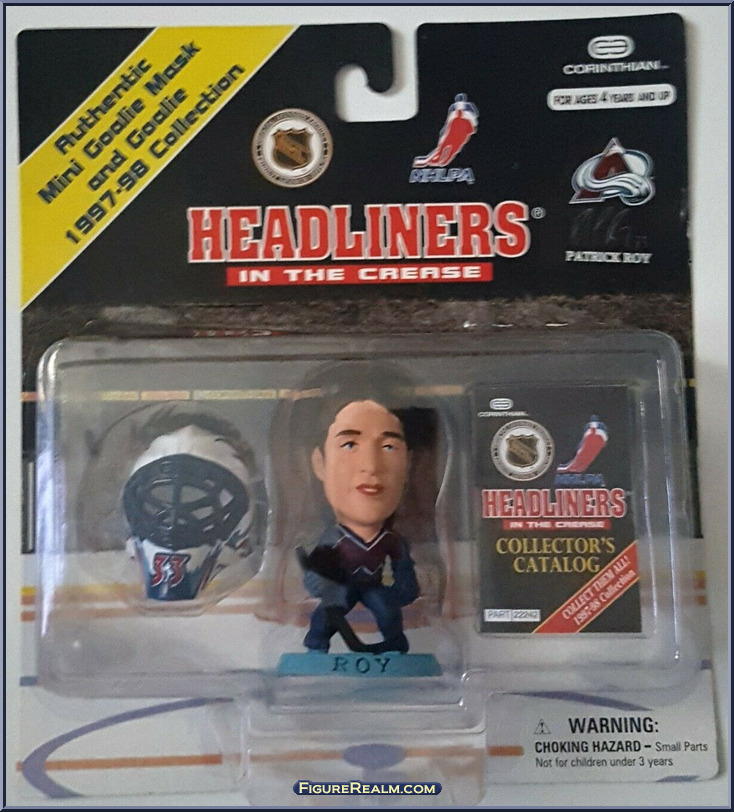 Authentic
Mini Goalie Mask
and Goalie
1997-98 Collection
CORINTHIAN™
FOR AGES 4 YEARS AND UP
NHLPA
HEADLINERS®
IN THE CREASE
PATRICK ROY
33
ROY
CORINTHIAN™
NHLPA
HEADLINERS
IN THE CREASE
COLLECTOR'S
CATALOG
COLLECT THEM ALL!
1997-98 Collection
PART 22242
WARNING:
CHOKING HAZARD – Small Parts
Not for children under 3 years
FIGUREREALM.COM